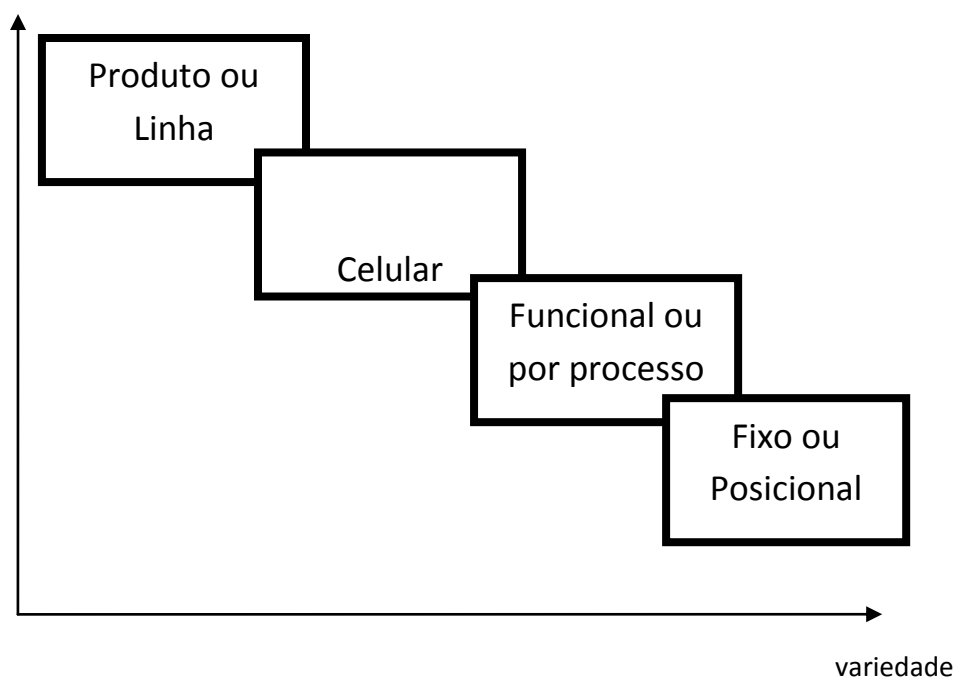 Produto ou
Linha
Celular
Funcional ou
por processo
Fixo ou
Posicional
variedade